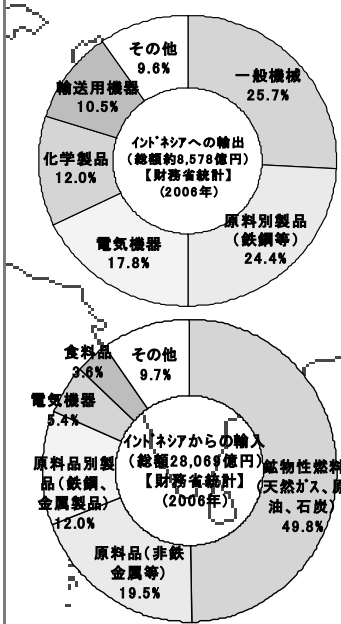 その他
9.6%
一般機械
25.7%
輸送用機器
10.5%
化学製品
12.0%
インドネシアへの輸出
(総額約8,578億円)
【財務省統計】
(2006年)
原料別製品
(鉄鋼等)
24.4%
電気機器
17.8%
食料品
3.6%
その他
9.7%
電気機器
5.4%
インドネシアからの輸入
(総額28,069億円)
【財務省統計】
(2006年)
鉱物性燃料
(天然ガス、原
油、石炭)
49.8%
原料品別製
品(鉄鋼、
金属製品)
12.0%
原料品(非鉄
金属等)
19.5%